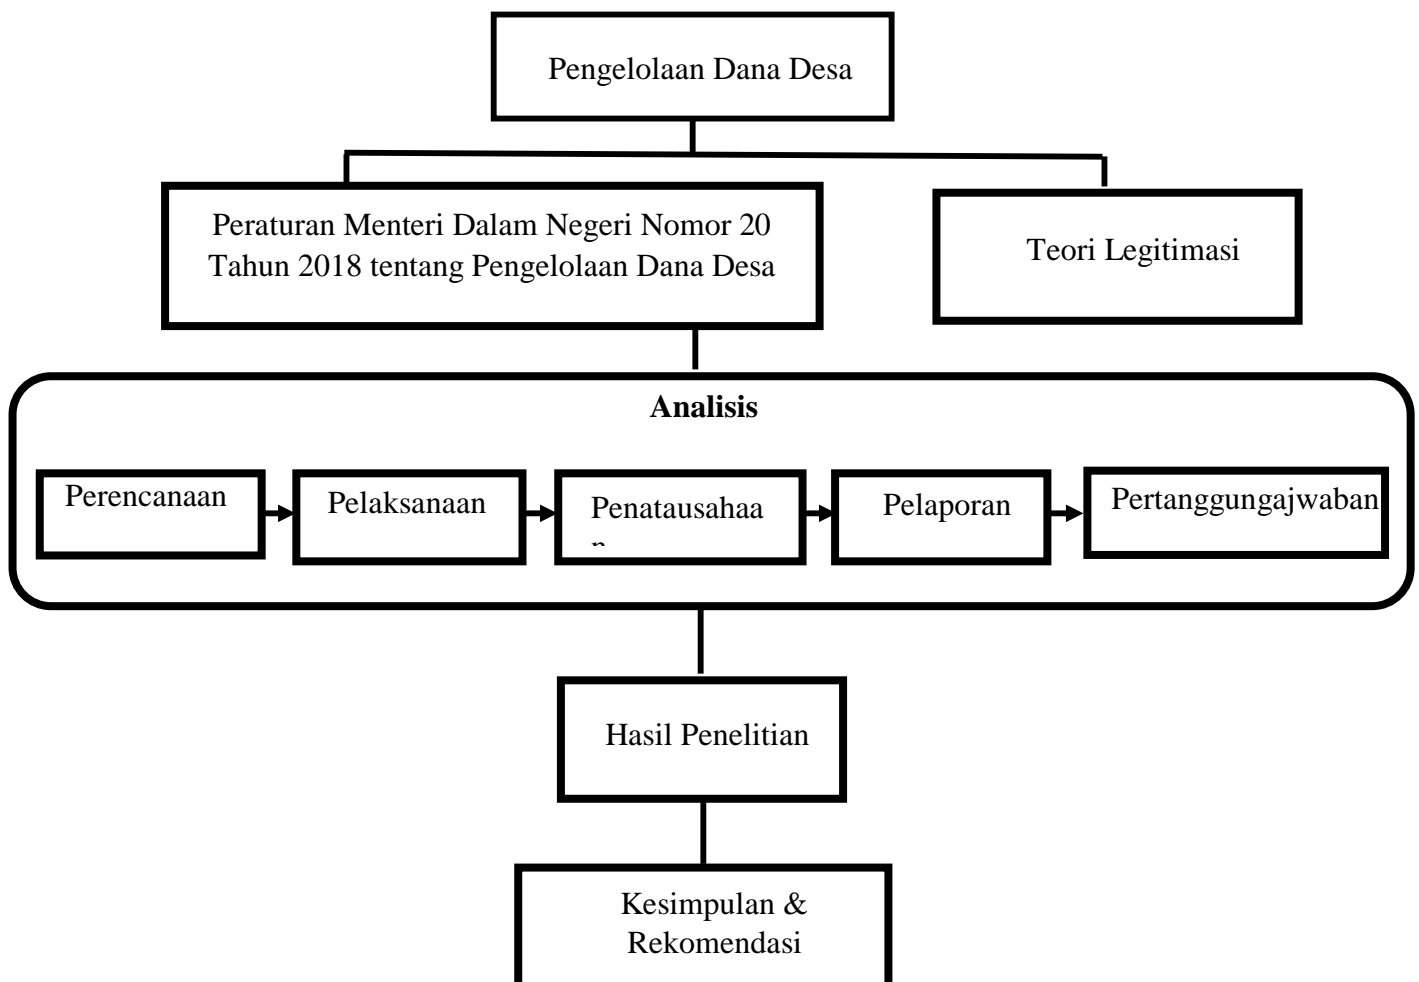 Pengelolaan Dana Desa
Peraturan Menteri Dalam Negeri Nomor 20
Tahun 2018 tentang Pengelolaan Dana Desa
Teori Legitimasi
Analisis
Perencanaan
Pelaksanaan
Penatausahaa
n
Pelaporan
Pertanggungajwaban
Hasil Penelitian
Kesimpulan &
Rekomendasi